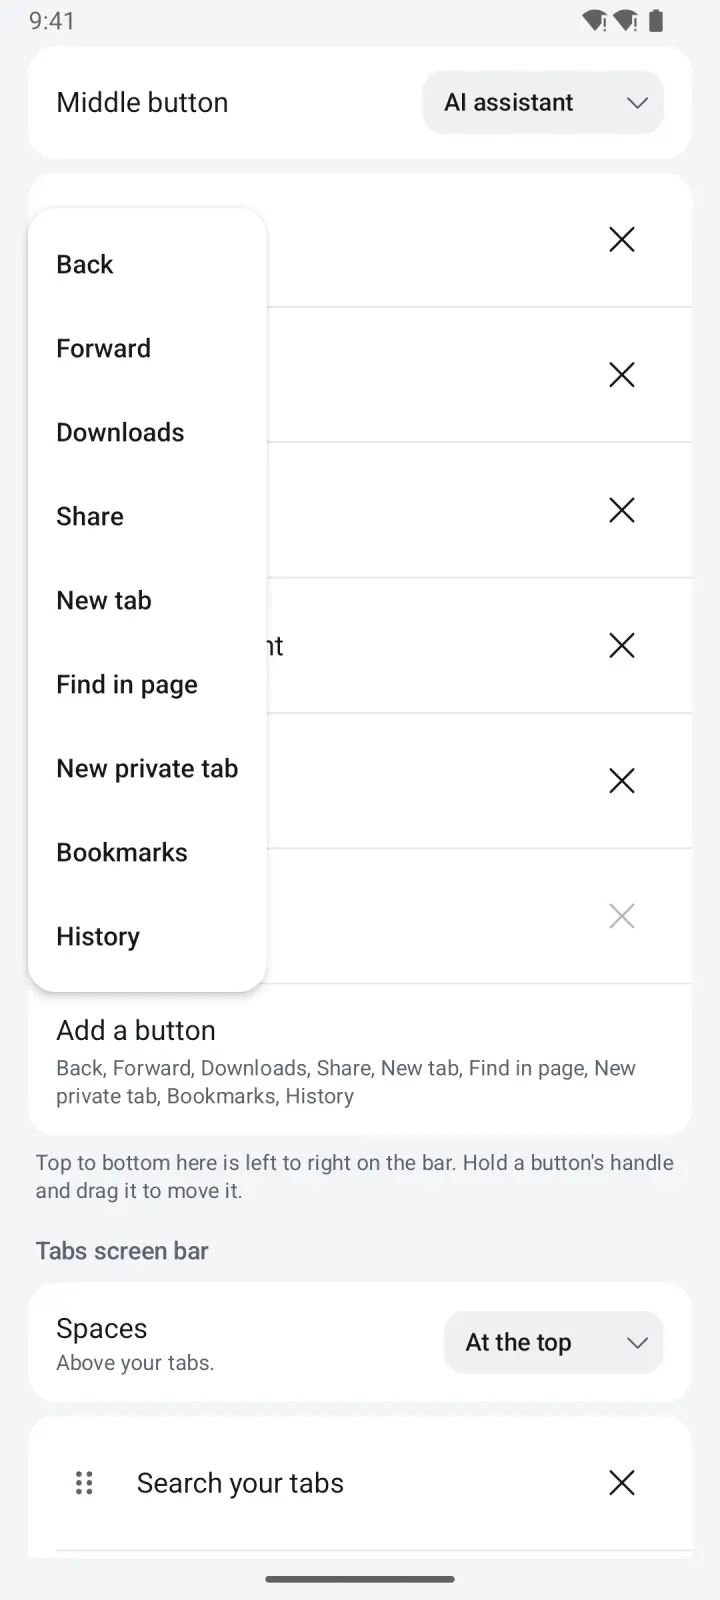 9:41
Middle button
AI assistant
Back
Forward
Downloads
Share
New tab
Find in page
New private tab
Bookmarks
History
Add a button
Back, Forward, Downloads, Share, New tab, Find in page, New
private tab, Bookmarks, History
Top to bottom here is left to right on the bar. Hold a button's handle
and drag it to move it.
Tabs screen bar
Spaces
At the top
Above your tabs.
Search your tabs